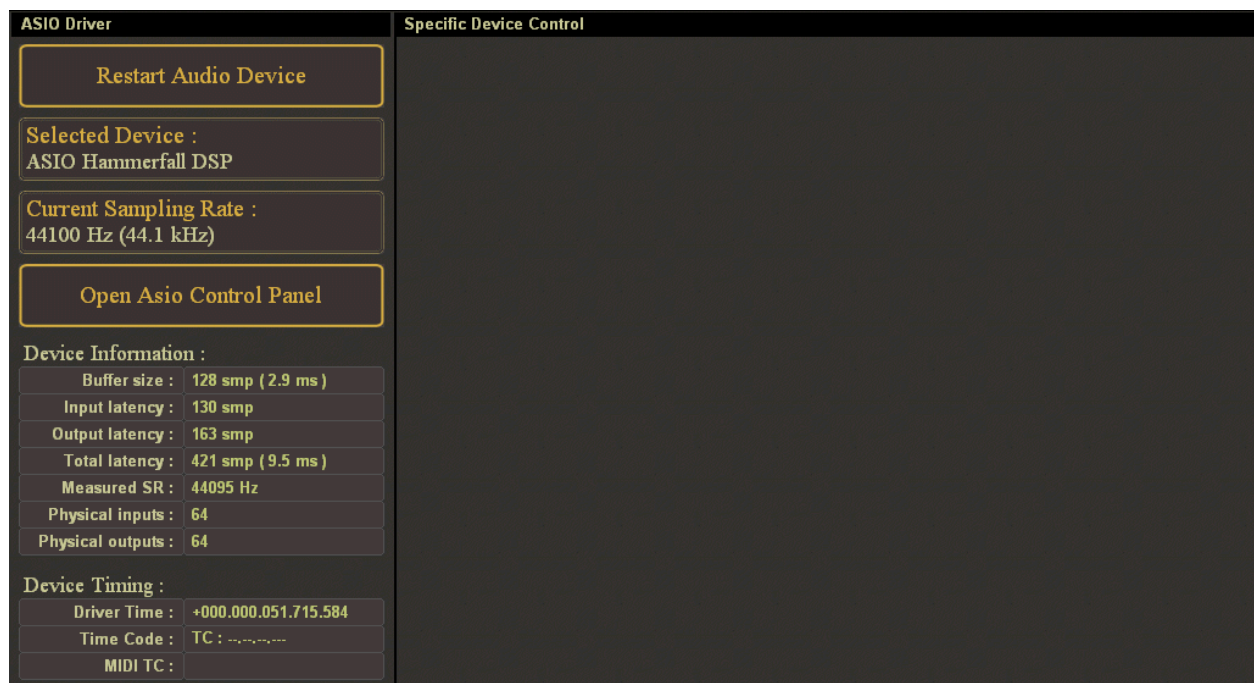 ASIO Driver
Specific Device Control
Restart Audio Device
Selected Device :
ASIO Hammerfall DSP
Current Sampling Rate :
44100 Hz (44.1 kHz)
Open Asio Control Panel
Device Information :
Buffer size : 128 smp ( 2.9 ms )
Input latency : 130 smp
Output latency : 163 smp
Total latency : 421 smp ( 9.5 ms )
Measured SR : 44095 Hz
Physical inputs : 64
Physical outputs : 64
Device Timing :
Driver Time : +000.000.051.715.584
Time Code : TC : --.--.--.---
MIDI TC :